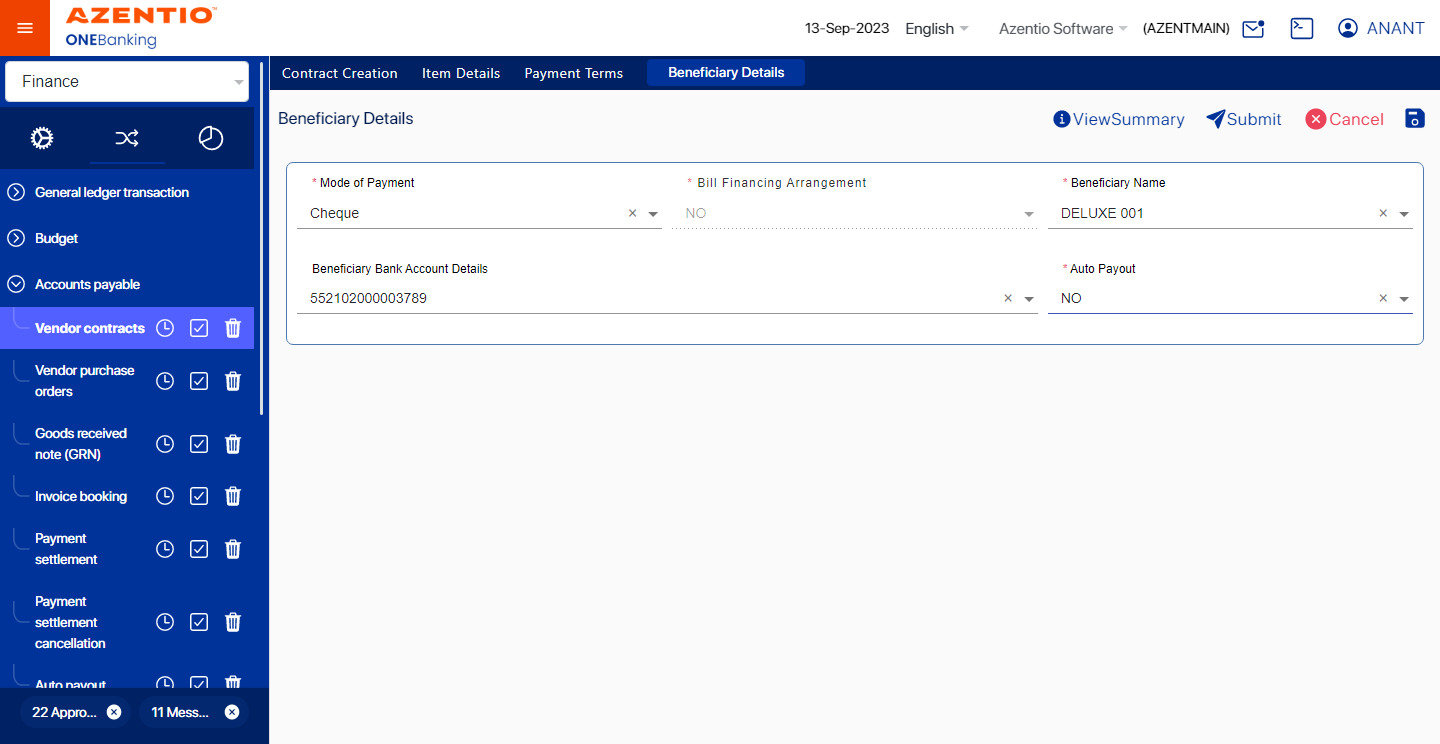 AZENTIO™
ONEBanking
13-Sep-2023 English Azentio Software (AZENTMAIN) ANANT
Finance
Contract Creation Item Details Payment Terms Beneficiary Details
Beneficiary Details
ViewSummary Submit Cancel
General ledger transaction
Budget
Accounts payable
Vendor contracts
Vendor purchase
orders
Goods received
note (GRN)
Invoice booking
Payment
settlement
Payment
settlement
cancellation
Auto payout
22 Appro... 11 Mess...
* Mode of Payment
Cheque
* Bill Financing Arrangement
NO
* Beneficiary Name
DELUXE 001
Beneficiary Bank Account Details
552102000003789
* Auto Payout
NO